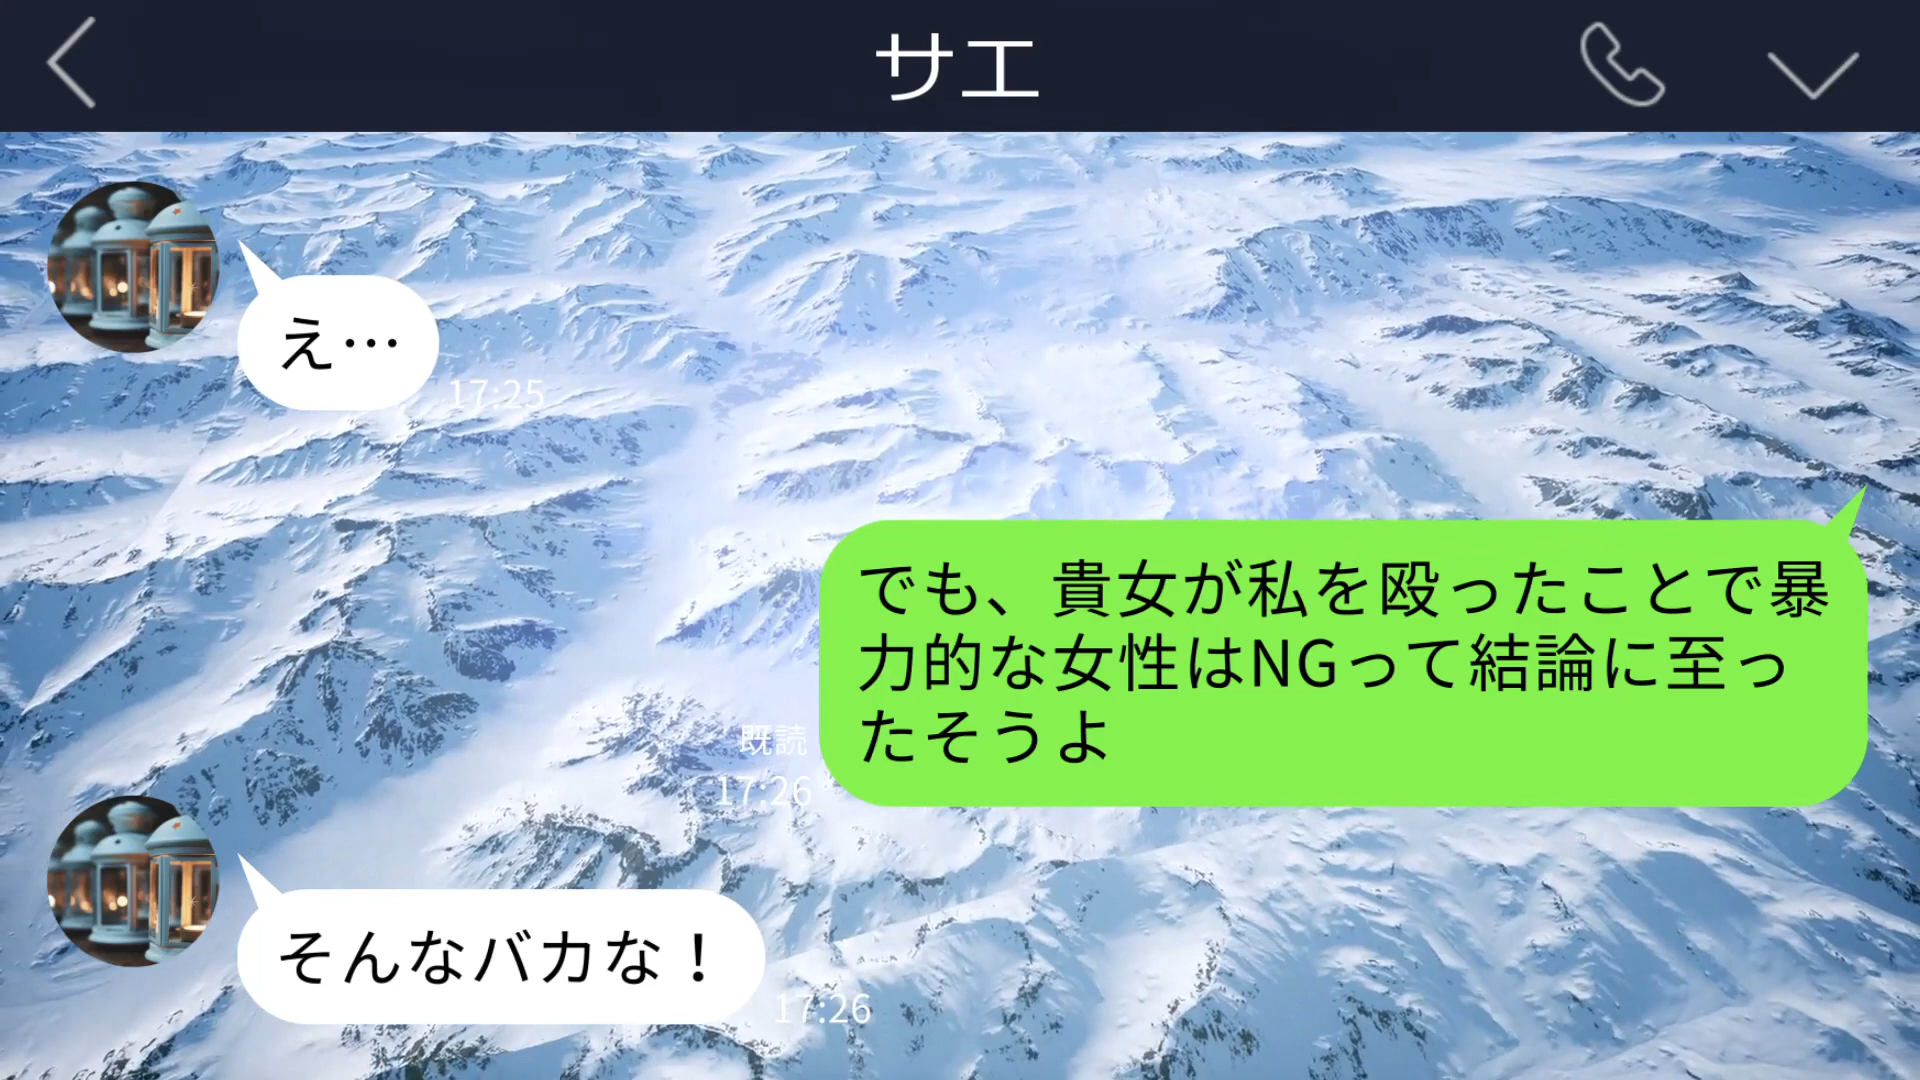 サエ
え…
17:25
でも、貴女が私を殴ったことで暴
力的な女性はNGって結論に至っ
たそうよ
既読
17:26
そんなバカな！
17:26